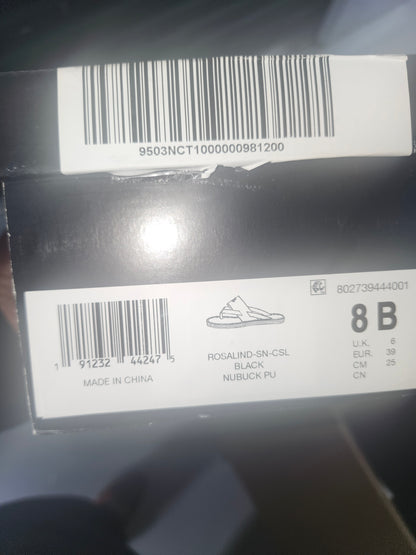 9503NCT1000000981200
802739444001
8 B
U.K. 6
EUR. 39
CM 25
CN
1 91232 44247 5
MADE IN CHINA
ROSALIND-SN-CSL
BLACK
NUBUCK PU